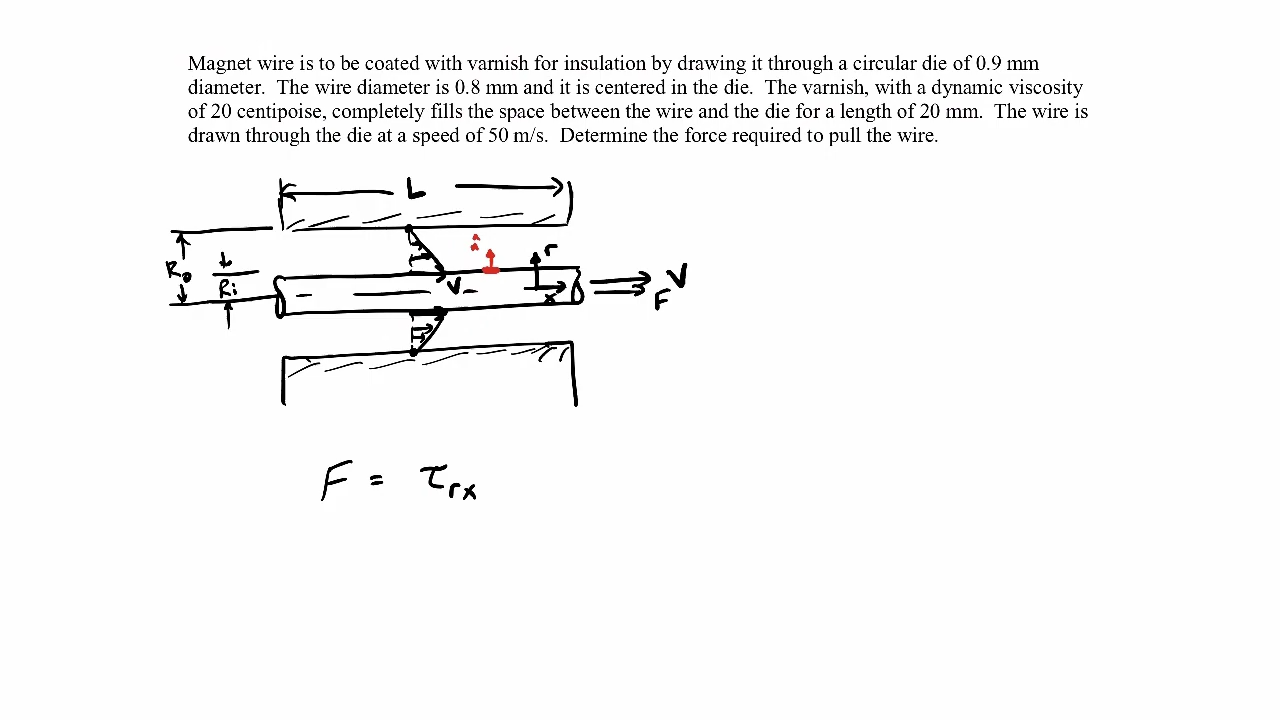 Magnet wire is to be coated with varnish for insulation by drawing it through a circular die of 0.9 mm
diameter.  The wire diameter is 0.8 mm and it is centered in the die.  The varnish, with a dynamic viscosity
of 20 centipoise, completely fills the space between the wire and the die for a length of 20 mm.  The wire is
drawn through the die at a speed of 50 m/s.  Determine the force required to pull the wire.
L
n̂
r
Ro
Ri
V
x
V
F
F = τrx